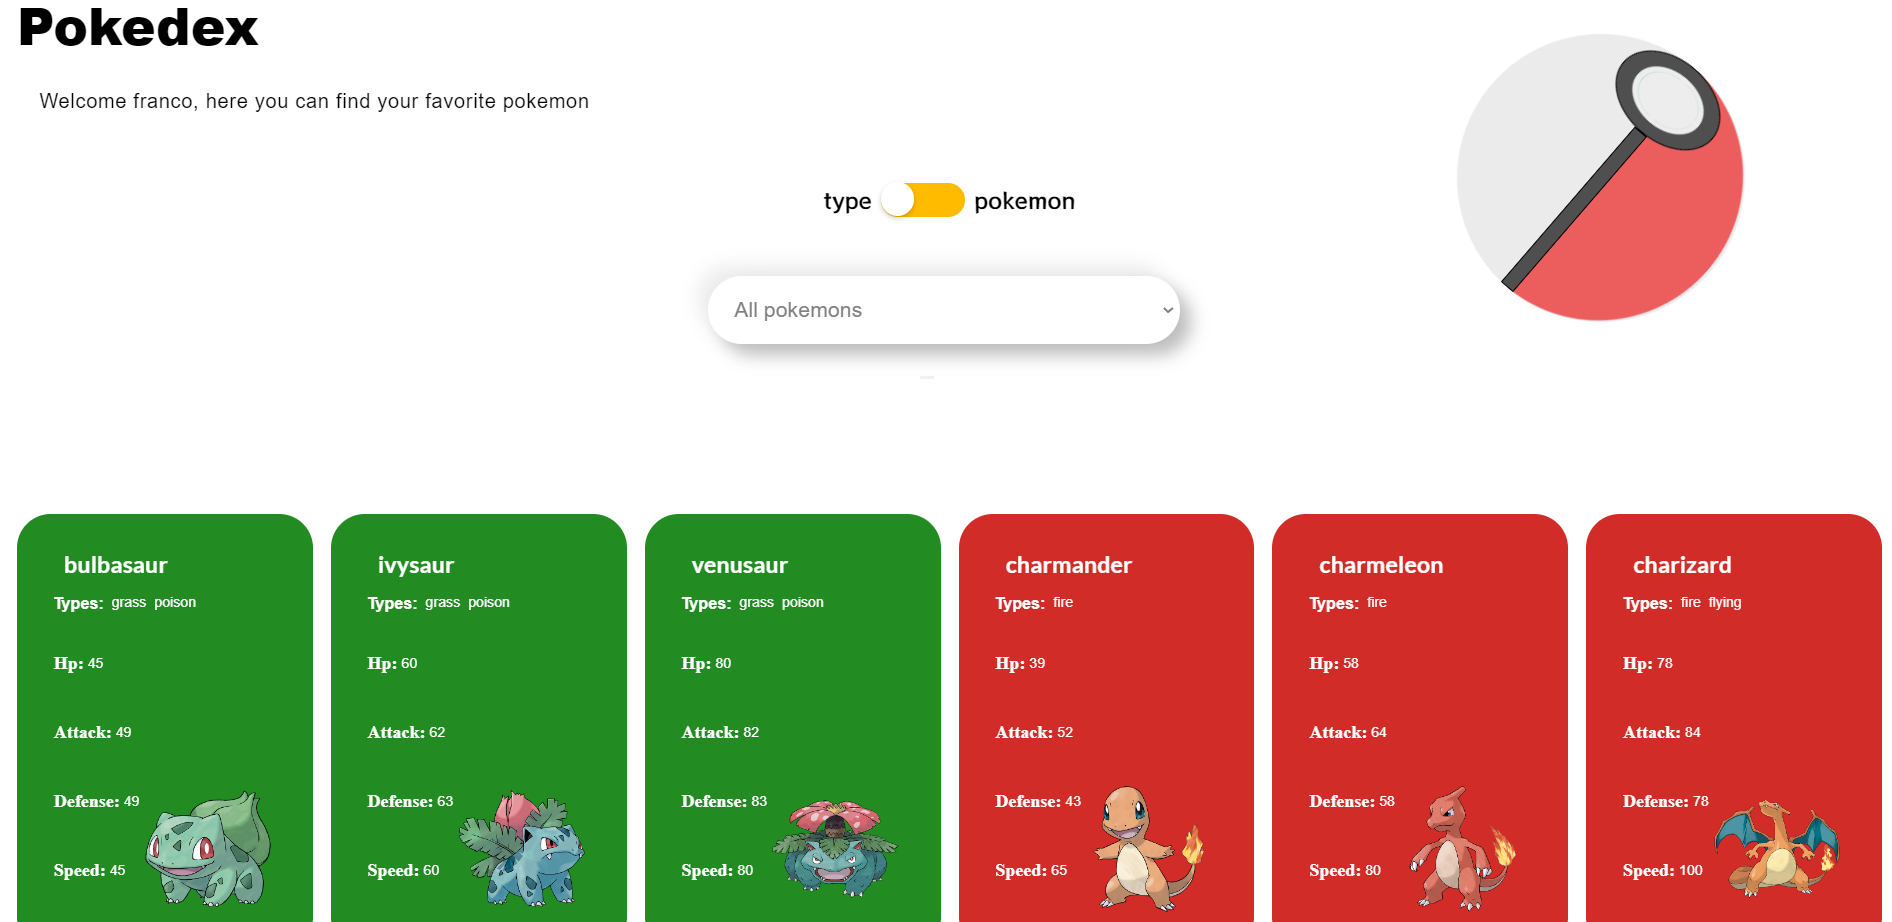 Pokedex
Welcome franco, here you can find your favorite pokemon
type pokemon
All pokemons
bulbasaur
Types: grass poison
Hp: 45
Attack: 49
Defense: 49
Speed: 45
ivysaur
Types: grass poison
Hp: 60
Attack: 62
Defense: 63
Speed: 60
venusaur
Types: grass poison
Hp: 80
Attack: 82
Defense: 83
Speed: 80
charmander
Types: fire
Hp: 39
Attack: 52
Defense: 43
Speed: 65
charmeleon
Types: fire
Hp: 58
Attack: 64
Defense: 58
Speed: 80
charizard
Types: fire flying
Hp: 78
Attack: 84
Defense: 78
Speed: 100